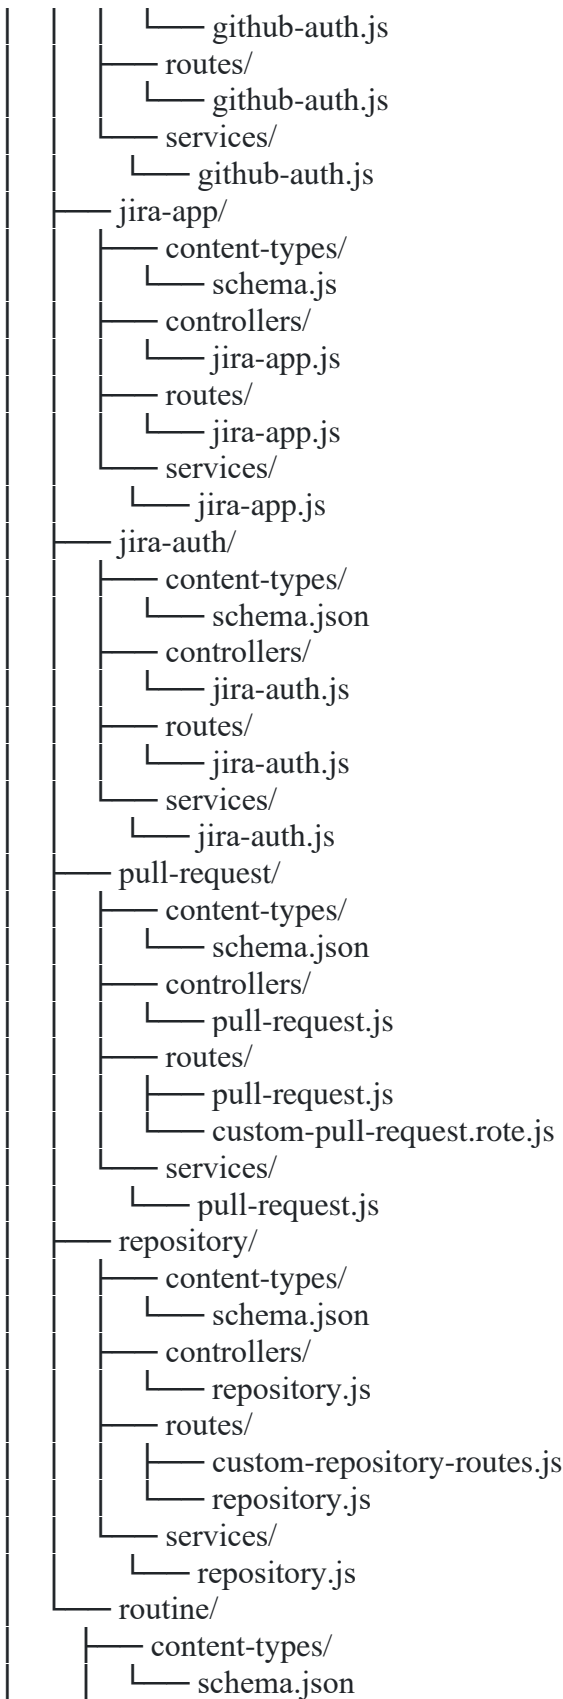 github-auth.js
routes/
github-auth.js
services/
github-auth.js
jira-app/
content-types/
schema.js
controllers/
jira-app.js
routes/
jira-app.js
services/
jira-app.js
jira-auth/
content-types/
schema.json
controllers/
jira-auth.js
routes/
jira-auth.js
services/
jira-auth.js
pull-request/
content-types/
schema.json
controllers/
pull-request.js
routes/
pull-request.js
custom-pull-request.rote.js
services/
pull-request.js
repository/
content-types/
schema.json
controllers/
repository.js
routes/
custom-repository-routes.js
repository.js
services/
repository.js
routine/
content-types/
schema.json